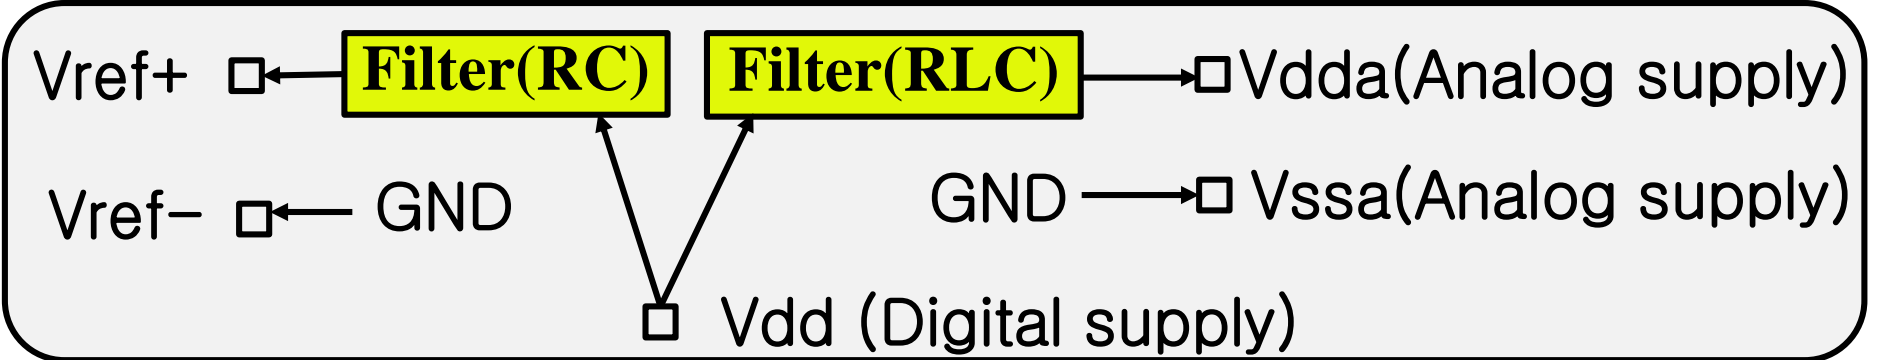 Vref+ Filter(RC) Filter(RLC) Vdda(Analog supply)
Vref- GND GND Vssa(Analog supply)
Vdd (Digital supply)